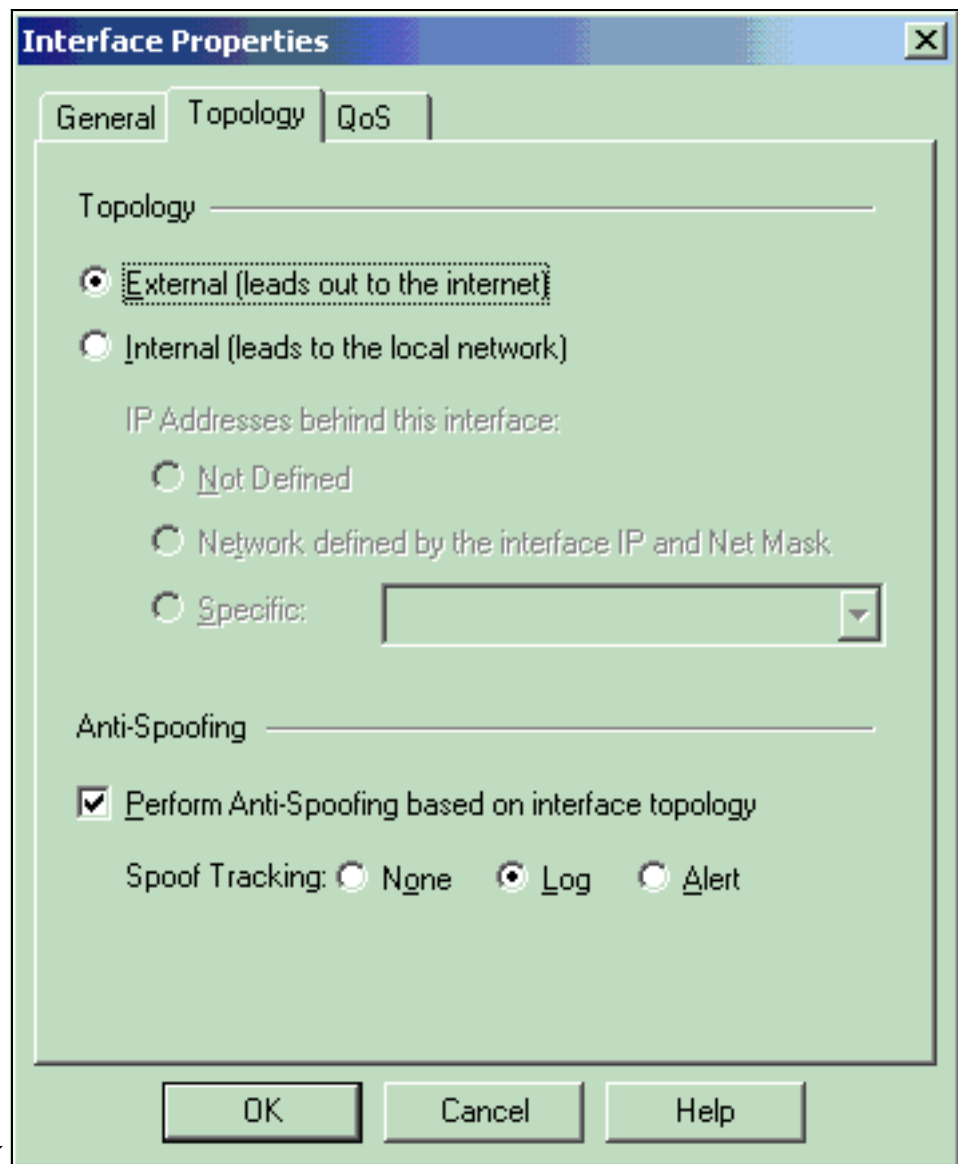 Interface Properties
General Topology QoS
Topology
External (leads out to the internet)
Internal (leads to the local network)
IP Addresses behind this interface:
Not Defined
Network defined by the interface IP and Net Mask
Specific:
Anti-Spoofing
Perform Anti-Spoofing based on interface topology
Spoof Tracking: None Log Alert
OK Cancel Help